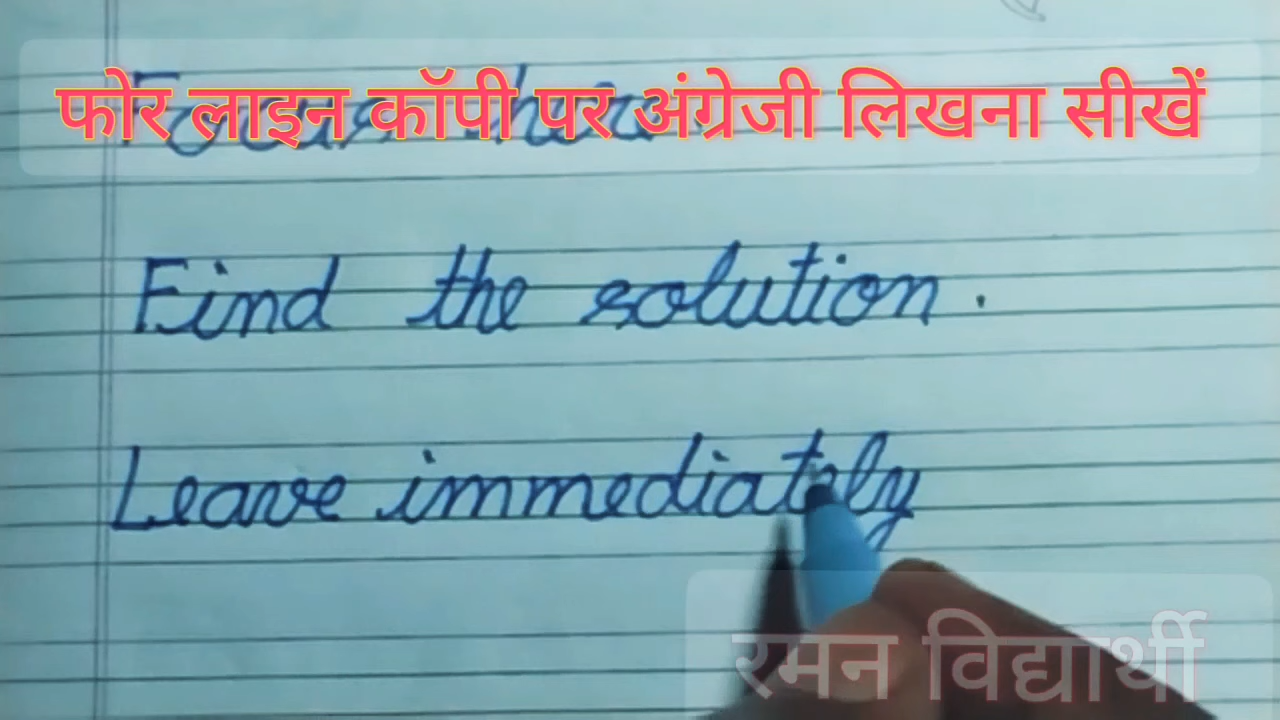 फोर लाइन कॉपी पर अंग्रेजी लिखना सीखें
Find the solution.
Leave immediately
रमन विद्यार्थी